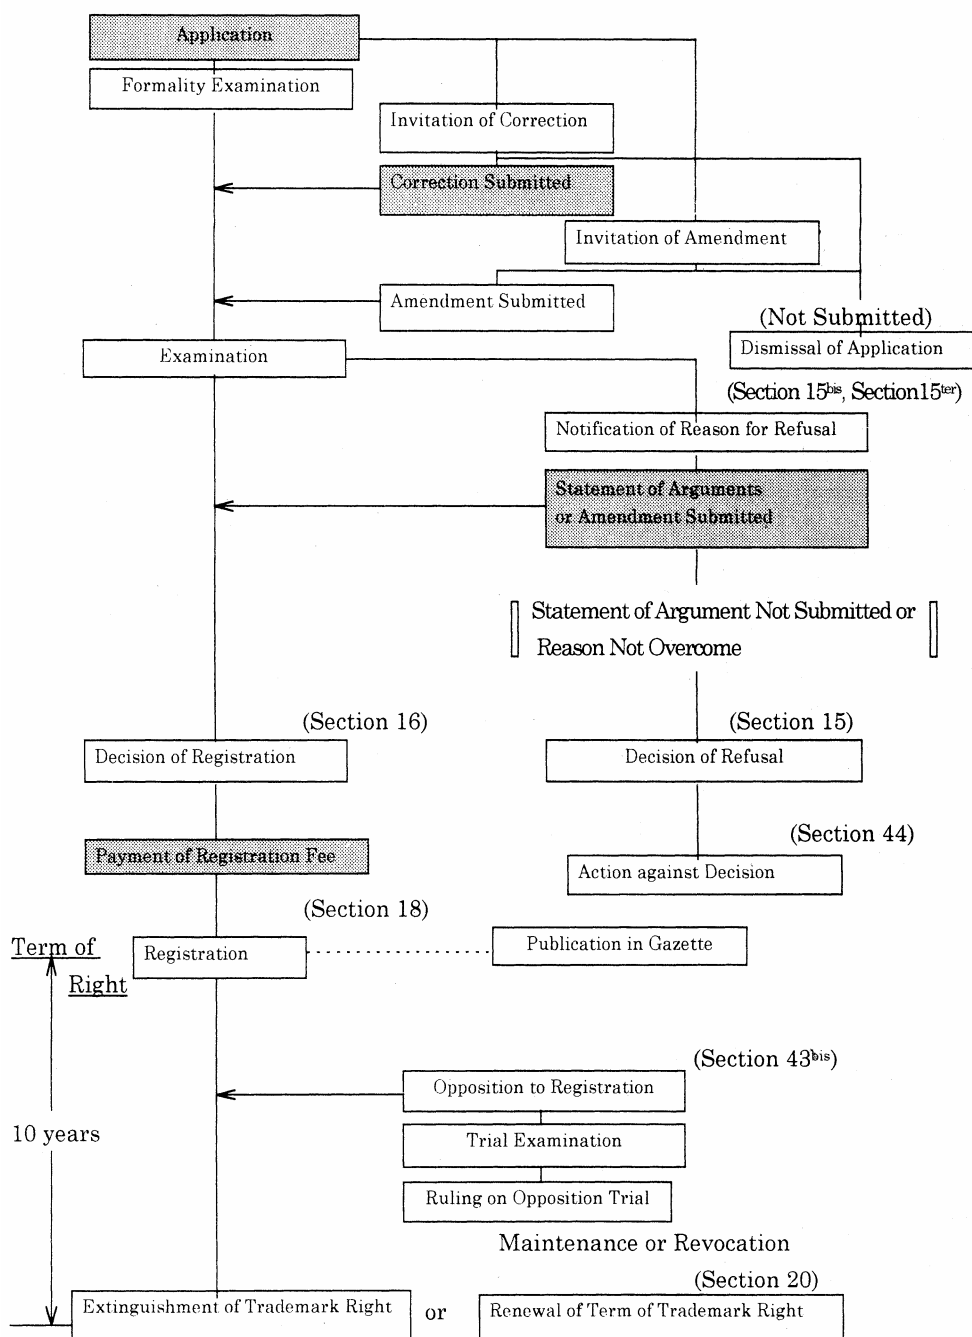 Application
Formality Examination
Invitation of Correction
Correction Submitted
Invitation of Amendment
Amendment Submitted
(Not Submitted)
Dismissal of Application
(Section 15bis, Section15ter)
Examination
Notification of Reason for Refusal
Statement of Arguments
or Amendment Submitted
Statement of Argument Not Submitted or
Reason Not Overcome
(Section 16)
(Section 15)
Decision of Registration
Decision of Refusal
(Section 44)
Payment of Registration Fee
Action against Decision
(Section 18)
Term of
Right
Registration
Publication in Gazette
(Section 43bis)
Opposition to Registration
10 years
Trial Examination
Ruling on Opposition Trial
Maintenance or Revocation
(Section 20)
Extinguishment of Trademark Right
or
Renewal of Term of Trademark Right